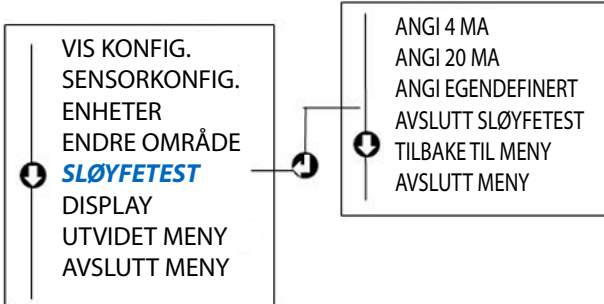 VIS KONFIG.
SENSORKONFIG.
ENHETER
ENDRE OMRÅDE
SLØYFETEST
DISPLAY
UTVIDET MENY
AVSLUTT MENY
ANGI 4 MA
ANGI 20 MA
ANGI EGENDEFINERT
AVSLUTT SLØYFETEST
TILBAKE TIL MENY
AVSLUTT MENY